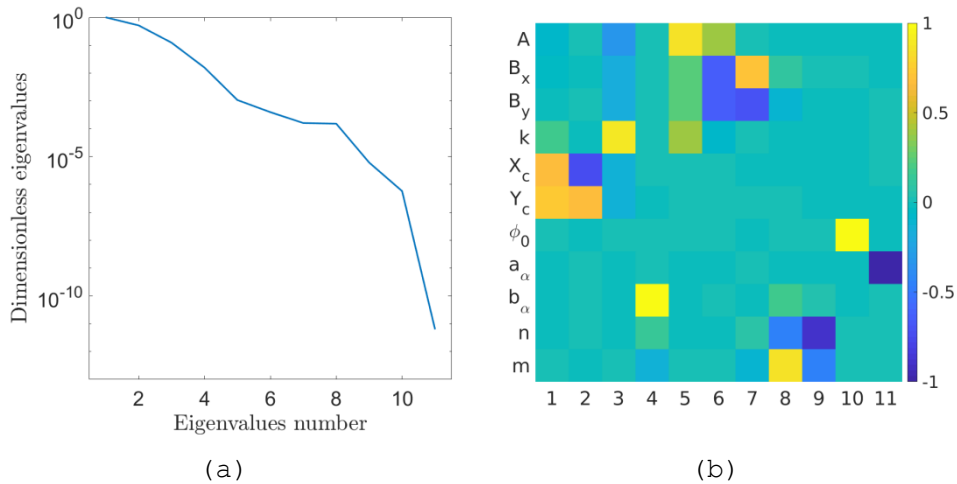 Dimensionless eigenvalues
10^0
10^-5
10^-10
2 4 6 8 10
Eigenvalues number
(a)
A
B_x
B_y
k
X_c
Y_c
ϕ_0
a_α
b_α
n
m
1 2 3 4 5 6 7 8 9 10 11
1
0.5
0
-0.5
-1
(b)